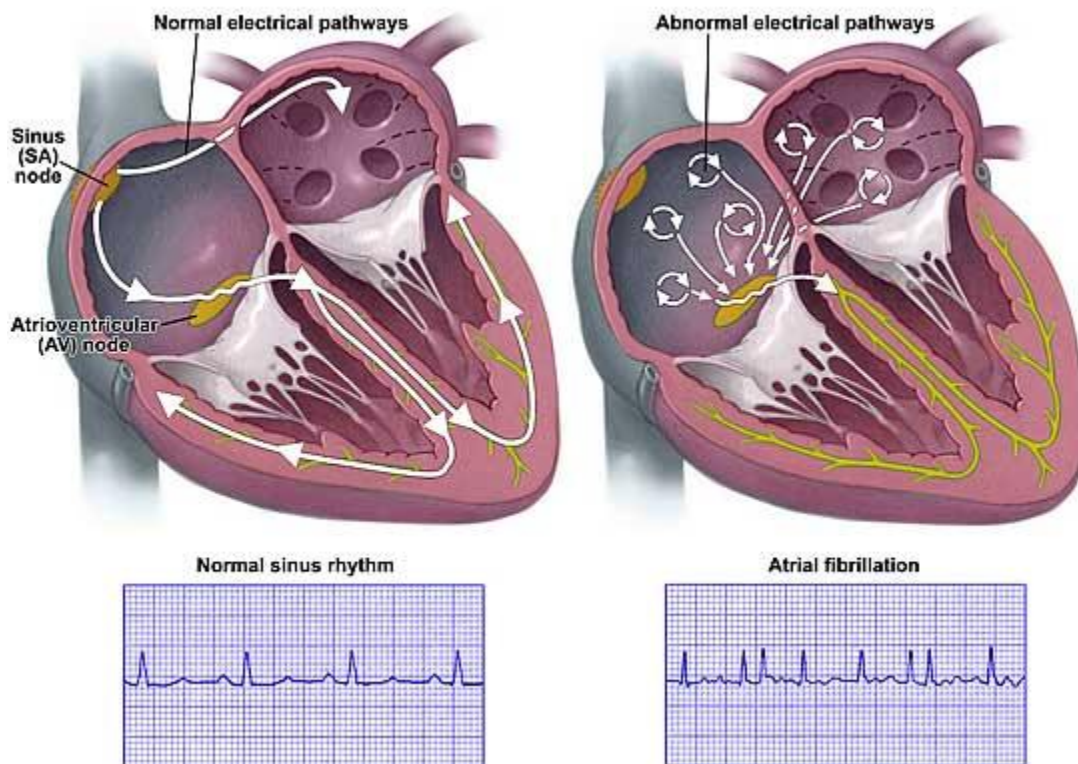 Normal electrical pathways
Abnormal electrical pathways
Sinus
(SA)
node
Atrioventricular
(AV) node
Normal sinus rhythm
Atrial fibrillation